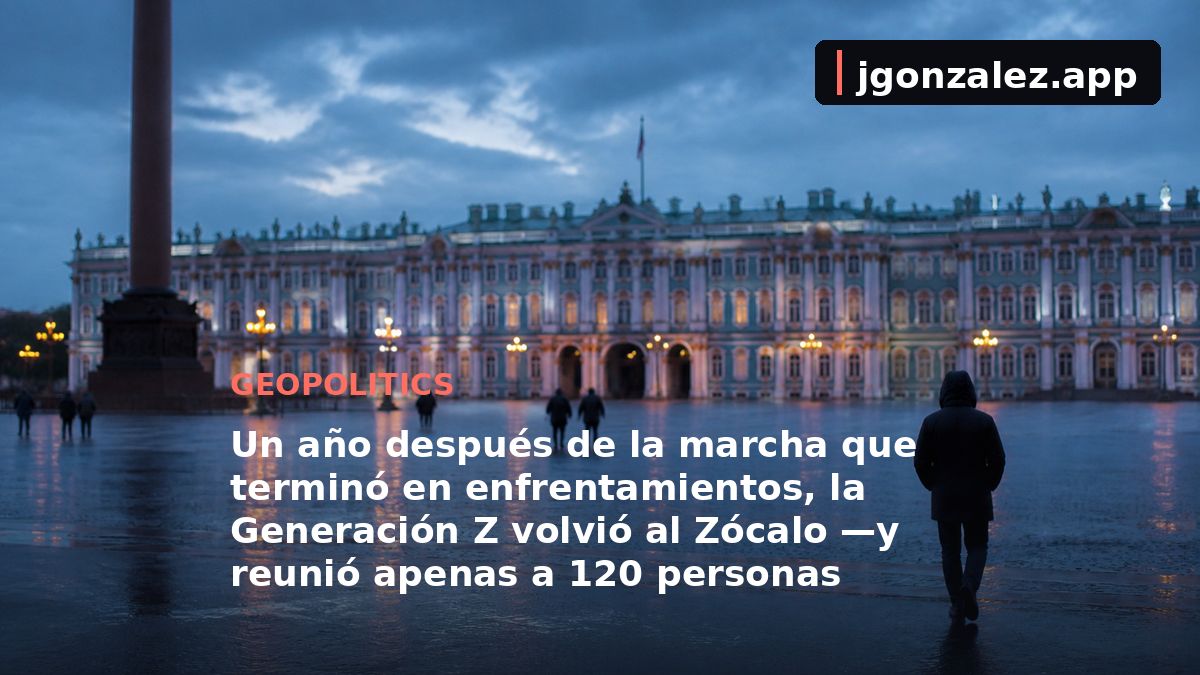 jgonzalez.app
GEOPOLITICS
Un año después de la marcha que
terminó en enfrentamientos, la
Generación Z volvió al Zócalo —y
reunió apenas a 120 personas